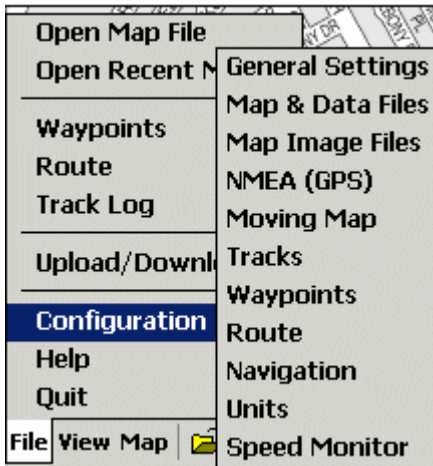 Open Map File
Open Recent
Waypoints
Route
Track Log
Upload/Downl
Configuration
Help
Quit
File View Map
General Settings
Map & Data Files
Map Image Files
NMEA (GPS)
Moving Map
Tracks
Waypoints
Route
Navigation
Units
Speed Monitor